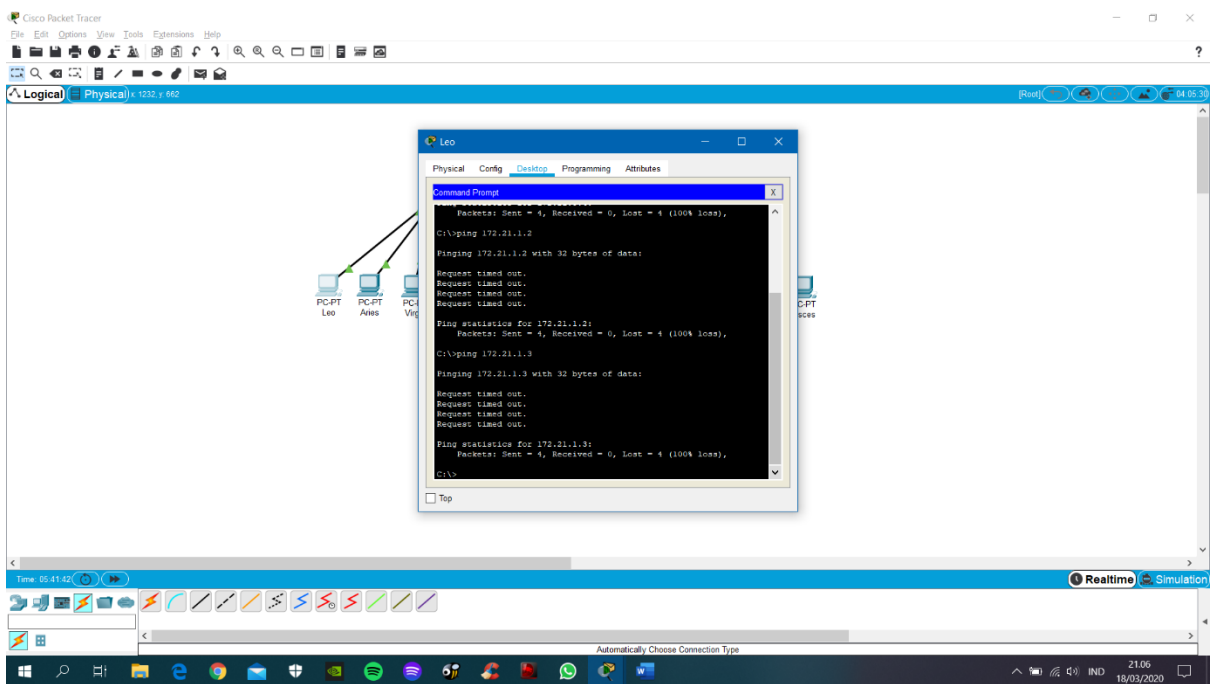 Cisco Packet Tracer
File Edit Options View Tools Extensions Help
?
Logical Physical x: 1232, y: 662 [Root] 04:05:30
Leo
Physical Config Desktop Programming Attributes
Command Prompt X
Packets: Sent = 4, Received = 0, Lost = 4 (100% loss),
C:\>ping 172.21.1.2
Pinging 172.21.1.2 with 32 bytes of data:
Request timed out.
Request timed out.
Request timed out.
Request timed out.
Ping statistics for 172.21.1.2:
Packets: Sent = 4, Received = 0, Lost = 4 (100% loss),
C:\>ping 172.21.1.3
Pinging 172.21.1.3 with 32 bytes of data:
Request timed out.
Request timed out.
Request timed out.
Request timed out.
Ping statistics for 172.21.1.3:
Packets: Sent = 4, Received = 0, Lost = 4 (100% loss),
C:\>
Top
PC-PT
Leo
PC-PT
Aries
Time: 05:41:42 Realtime Simulation
Automatically Choose Connection Type
IND
21.06
18/03/2020